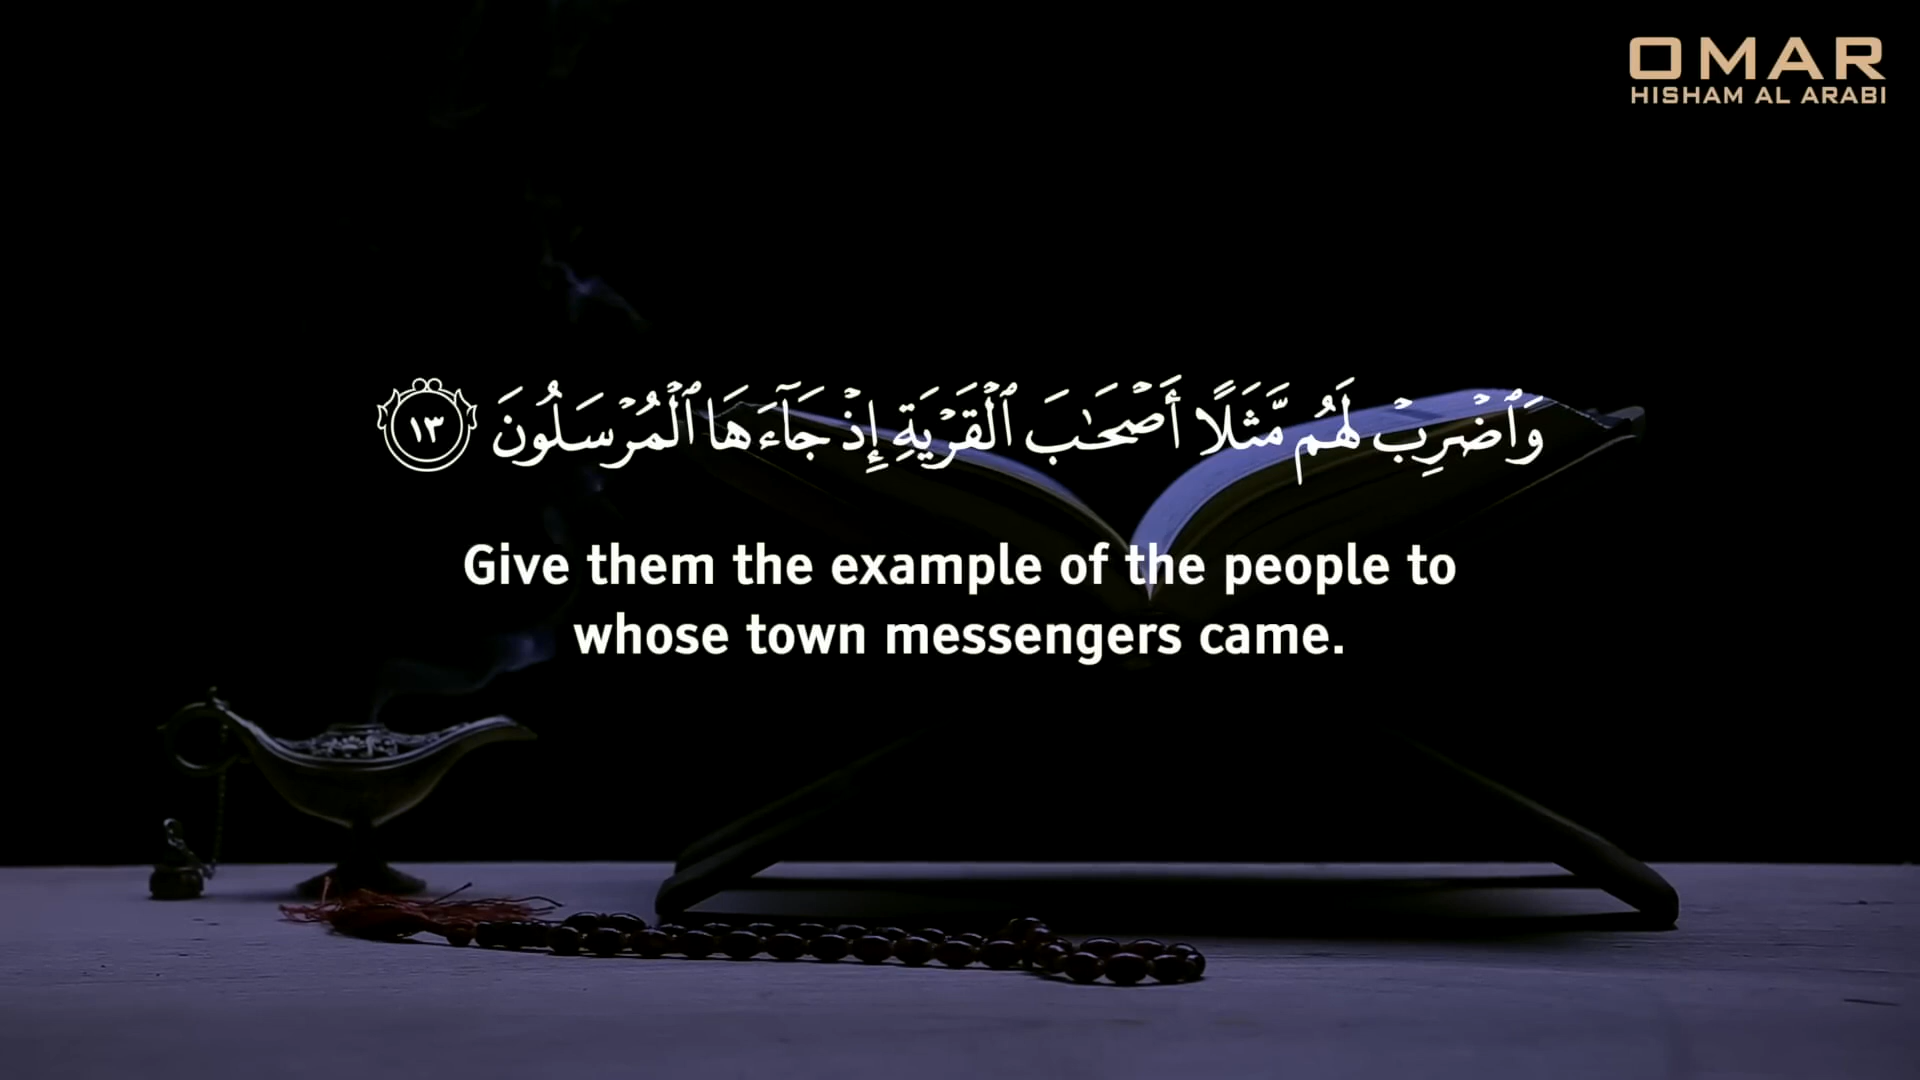 OMAR
HISHAM AL ARABI
وَٱضۡرِبۡ لَهُم مَّثَلًا أَصۡحَٰبَ ٱلۡقَرۡيَةِ إِذۡ جَآءَهَا ٱلۡمُرۡسَلُونَ ١٣
Give them the example of the people to
whose town messengers came.